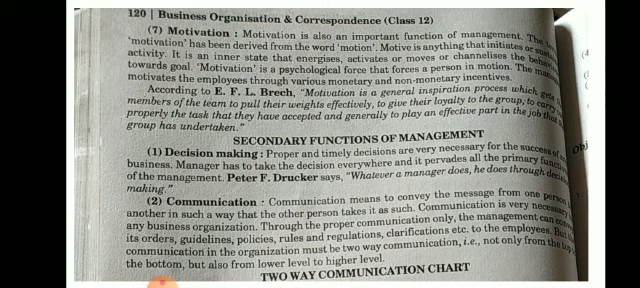 120 | Business Organisation & Correspondence (Class 12)
(7) Motivation : Motivation is also an important function of management. The
'motivation' has been derived from the word 'motion'. Motive is anything that initiates or
activity. It is an inner state that energises, activates or moves or channelises the
towards goal. 'Motivation' is a psychological force that forces a person in motion. The
motivates the employees through various monetary and non-monetary incentives.
According to E. F. L. Brech, "Motivation is a general inspiration process which gets
members of the team to pull their weights effectively, to give their loyalty to the group, to carry
properly the task that they have accepted and generally to play an effective part in the job that
group has undertaken."
SECONDARY FUNCTIONS OF MANAGEMENT
(1) Decision making : Proper and timely decisions are very necessary for the success of
business. Manager has to take the decision everywhere and it pervades all the primary
of the management. Peter F. Drucker says, "Whatever a manager does, he does through
making."
(2) Communication : Communication means to convey the message from one person
another in such a way that the other person takes it as such. Communication is very necessary
any business organization. Through the proper communication only, the management can
its orders, guidelines, policies, rules and regulations, clarifications etc. to the employees.
communication in the organization must be two way communication, i.e., not only from the top
the bottom, but also from lower level to higher level.
TWO WAY COMMUNICATION CHART